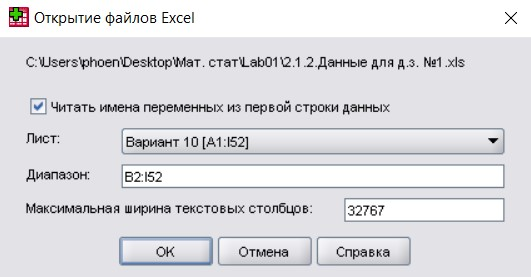 Открытие файлов Excel
C:\Users\phoen\Desktop\Мат. стат\Lab01\2.1.2.Данные для д.з. №1.xls
Читать имена переменных из первой строки данных
Лист: Вариант 10 [A1:I52]
Диапазон: B2:I52
Максимальная ширина текстовых столбцов: 32767
OK Отмена Справка